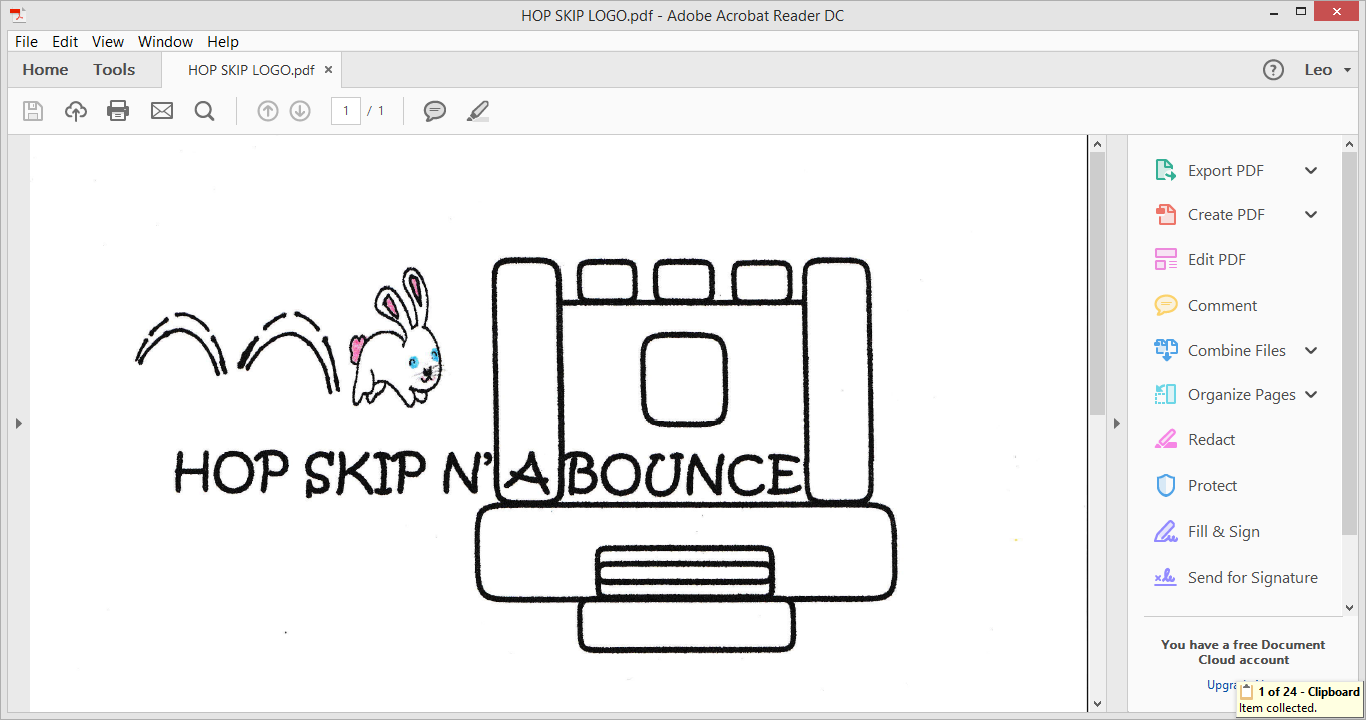 HOP SKIP LOGO.pdf - Adobe Acrobat Reader DC
File Edit View Window Help
Home Tools HOP SKIP LOGO.pdf × ? Leo
1 / 1
Export PDF
Create PDF
Edit PDF
Comment
Combine Files
Organize Pages
Redact
Protect
Fill & Sign
Send for Signature
HOP SKIP N' A BOUNCE
You have a free Document
Cloud account
1 of 24 - Clipboard
Item collected.